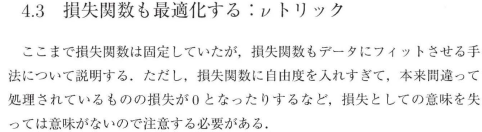 4.3 損失関数も最適化する：νトリック
ここまで損失関数は固定していたが，損失関数もデータにフィットさせる手
法について説明する．ただし，損失関数に自由度を入れすぎて，本来間違って
処理されているものの損失が0となったりするなど，損失としての意味を失
っては意味がないので注意する必要がある．